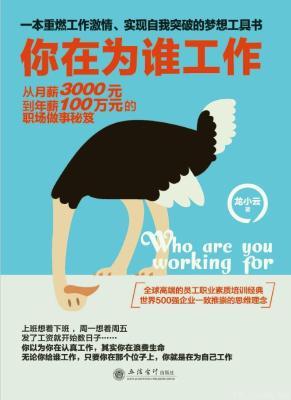 一本重燃工作激情、实现自我突破的梦想工具书
你在为谁工作
从月薪3000元
到年薪100万元的
职场做事秘笈
龙小云
著
Who are you
working for
全球高端的员工职业素质培训经典
世界500强企业一致推崇的思维理念
上班想着下班，周一想着周五
发了工资就开始数日子……
你以为你在认真工作，其实你在浪费生命
无论你给谁工作，只要你在那个位子上，你就是在为自己工作
立信会计出版社